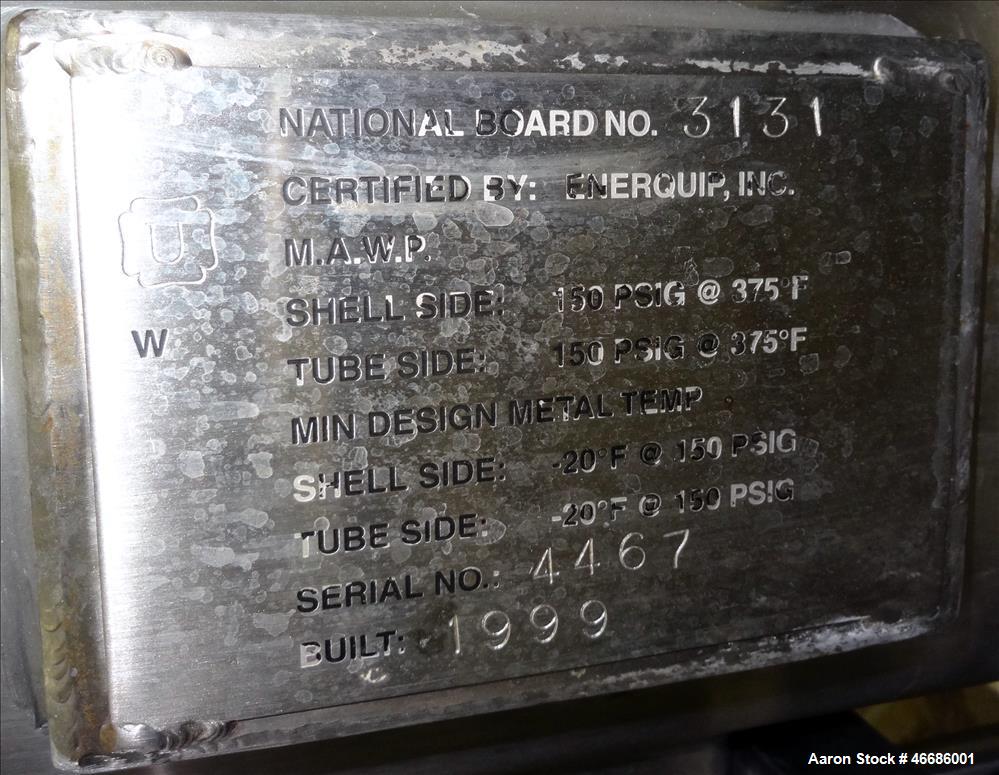 NATIONAL BOARD NO. 3131
CERTIFIED BY: ENERQUIP, INC.
M.A.W.P.
SHELL SIDE: 150 PSIG @ 375°F
TUBE SIDE: 150 PSIG @ 375°F
MIN DESIGN METAL TEMP
SHELL SIDE: -20°F @ 150 PSIG
TUBE SIDE: -20°F @ 150 PSIG
SERIAL NO.: 4467
BUILT: 1999
U
W
Aaron Stock # 46686001